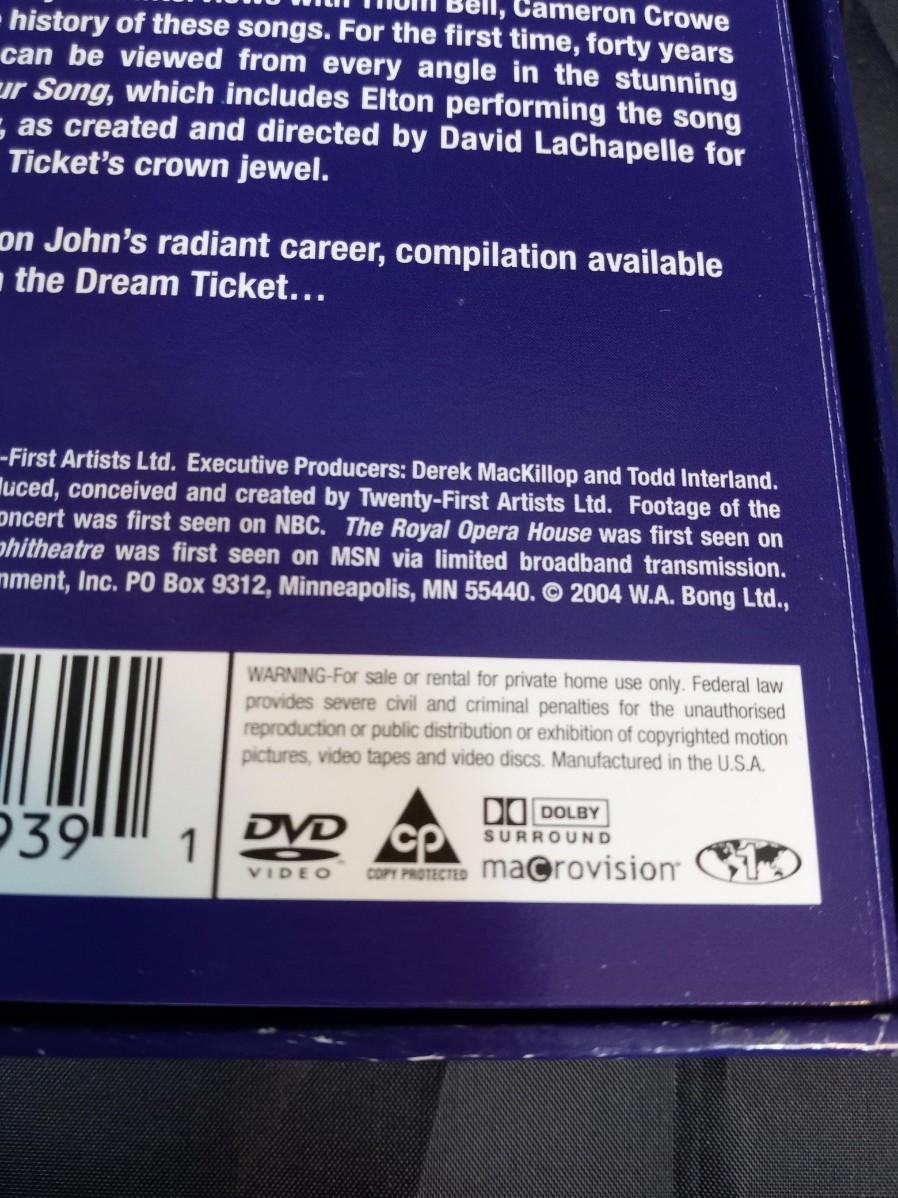 with Thom Bell, Cameron Crowe
history of these songs. For the first time, forty years
can be viewed from every angle in the stunning
ur Song, which includes Elton performing the song
, as created and directed by David LaChapelle for
Ticket's crown jewel.
on John's radiant career, compilation available
the Dream Ticket...
-First Artists Ltd. Executive Producers: Derek MacKillop and Todd Interland.
duced, conceived and created by Twenty-First Artists Ltd. Footage of the
oncert was first seen on NBC. The Royal Opera House was first seen on
phitheatre was first seen on MSN via limited broadband transmission.
nment, Inc. PO Box 9312, Minneapolis, MN 55440. © 2004 W.A. Bong Ltd.,
WARNING-For sale or rental for private home use only. Federal law
provides severe civil and criminal penalties for the unauthorised
reproduction or public distribution or exhibition of copyrighted motion
pictures, video tapes and video discs. Manufactured in the U.S.A.
939 1
DVD
VIDEO™
cp
COPY PROTECTED
DOLBY
SURROUND
macrovision®
1